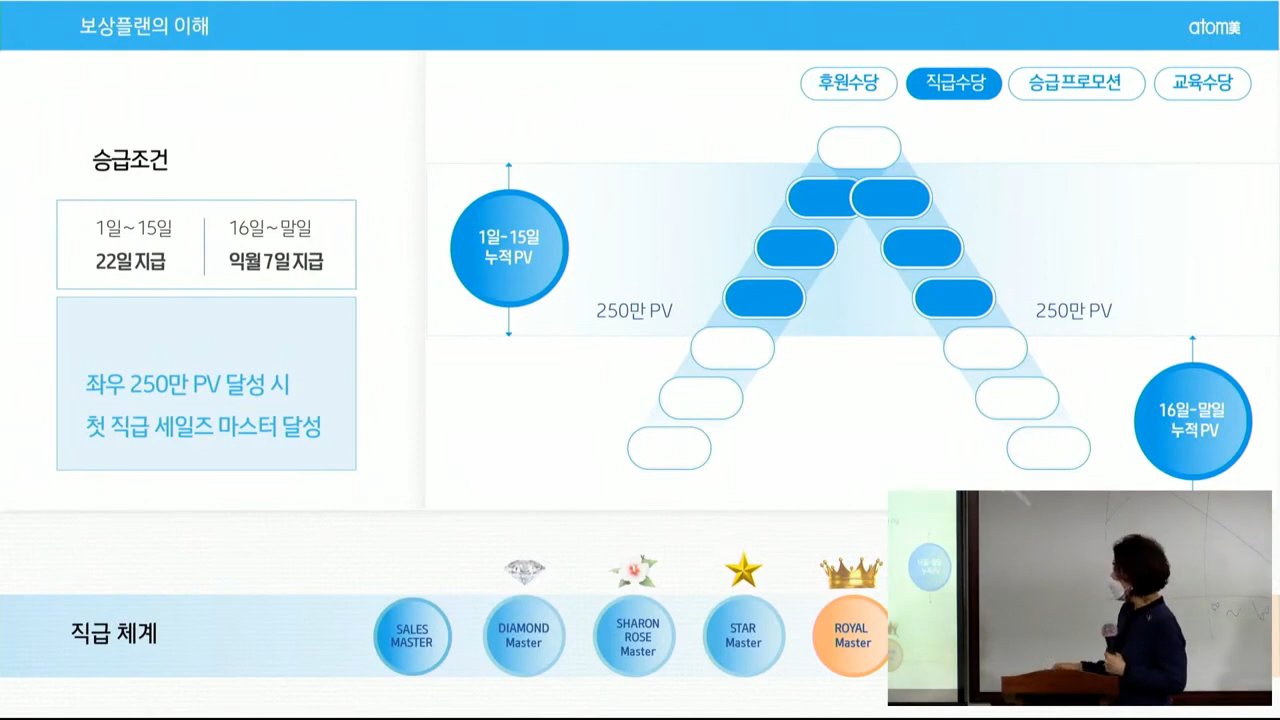 보상플랜의 이해
atom美
후원수당
직급수당
승급 프로모션
교육수당
승급조건
1일~15일
22일 지급
16일~말일
익월 7일 지급
좌우 250만 PV 달성 시
첫 직급 세일즈 마스터 달성
1일-15일
누적 PV
250만 PV
250만 PV
16일-말일
누적 PV
직급 체계
SALES
MASTER
DIAMOND
Master
SHARON
ROSE
Master
STAR
Master
ROYAL
Master